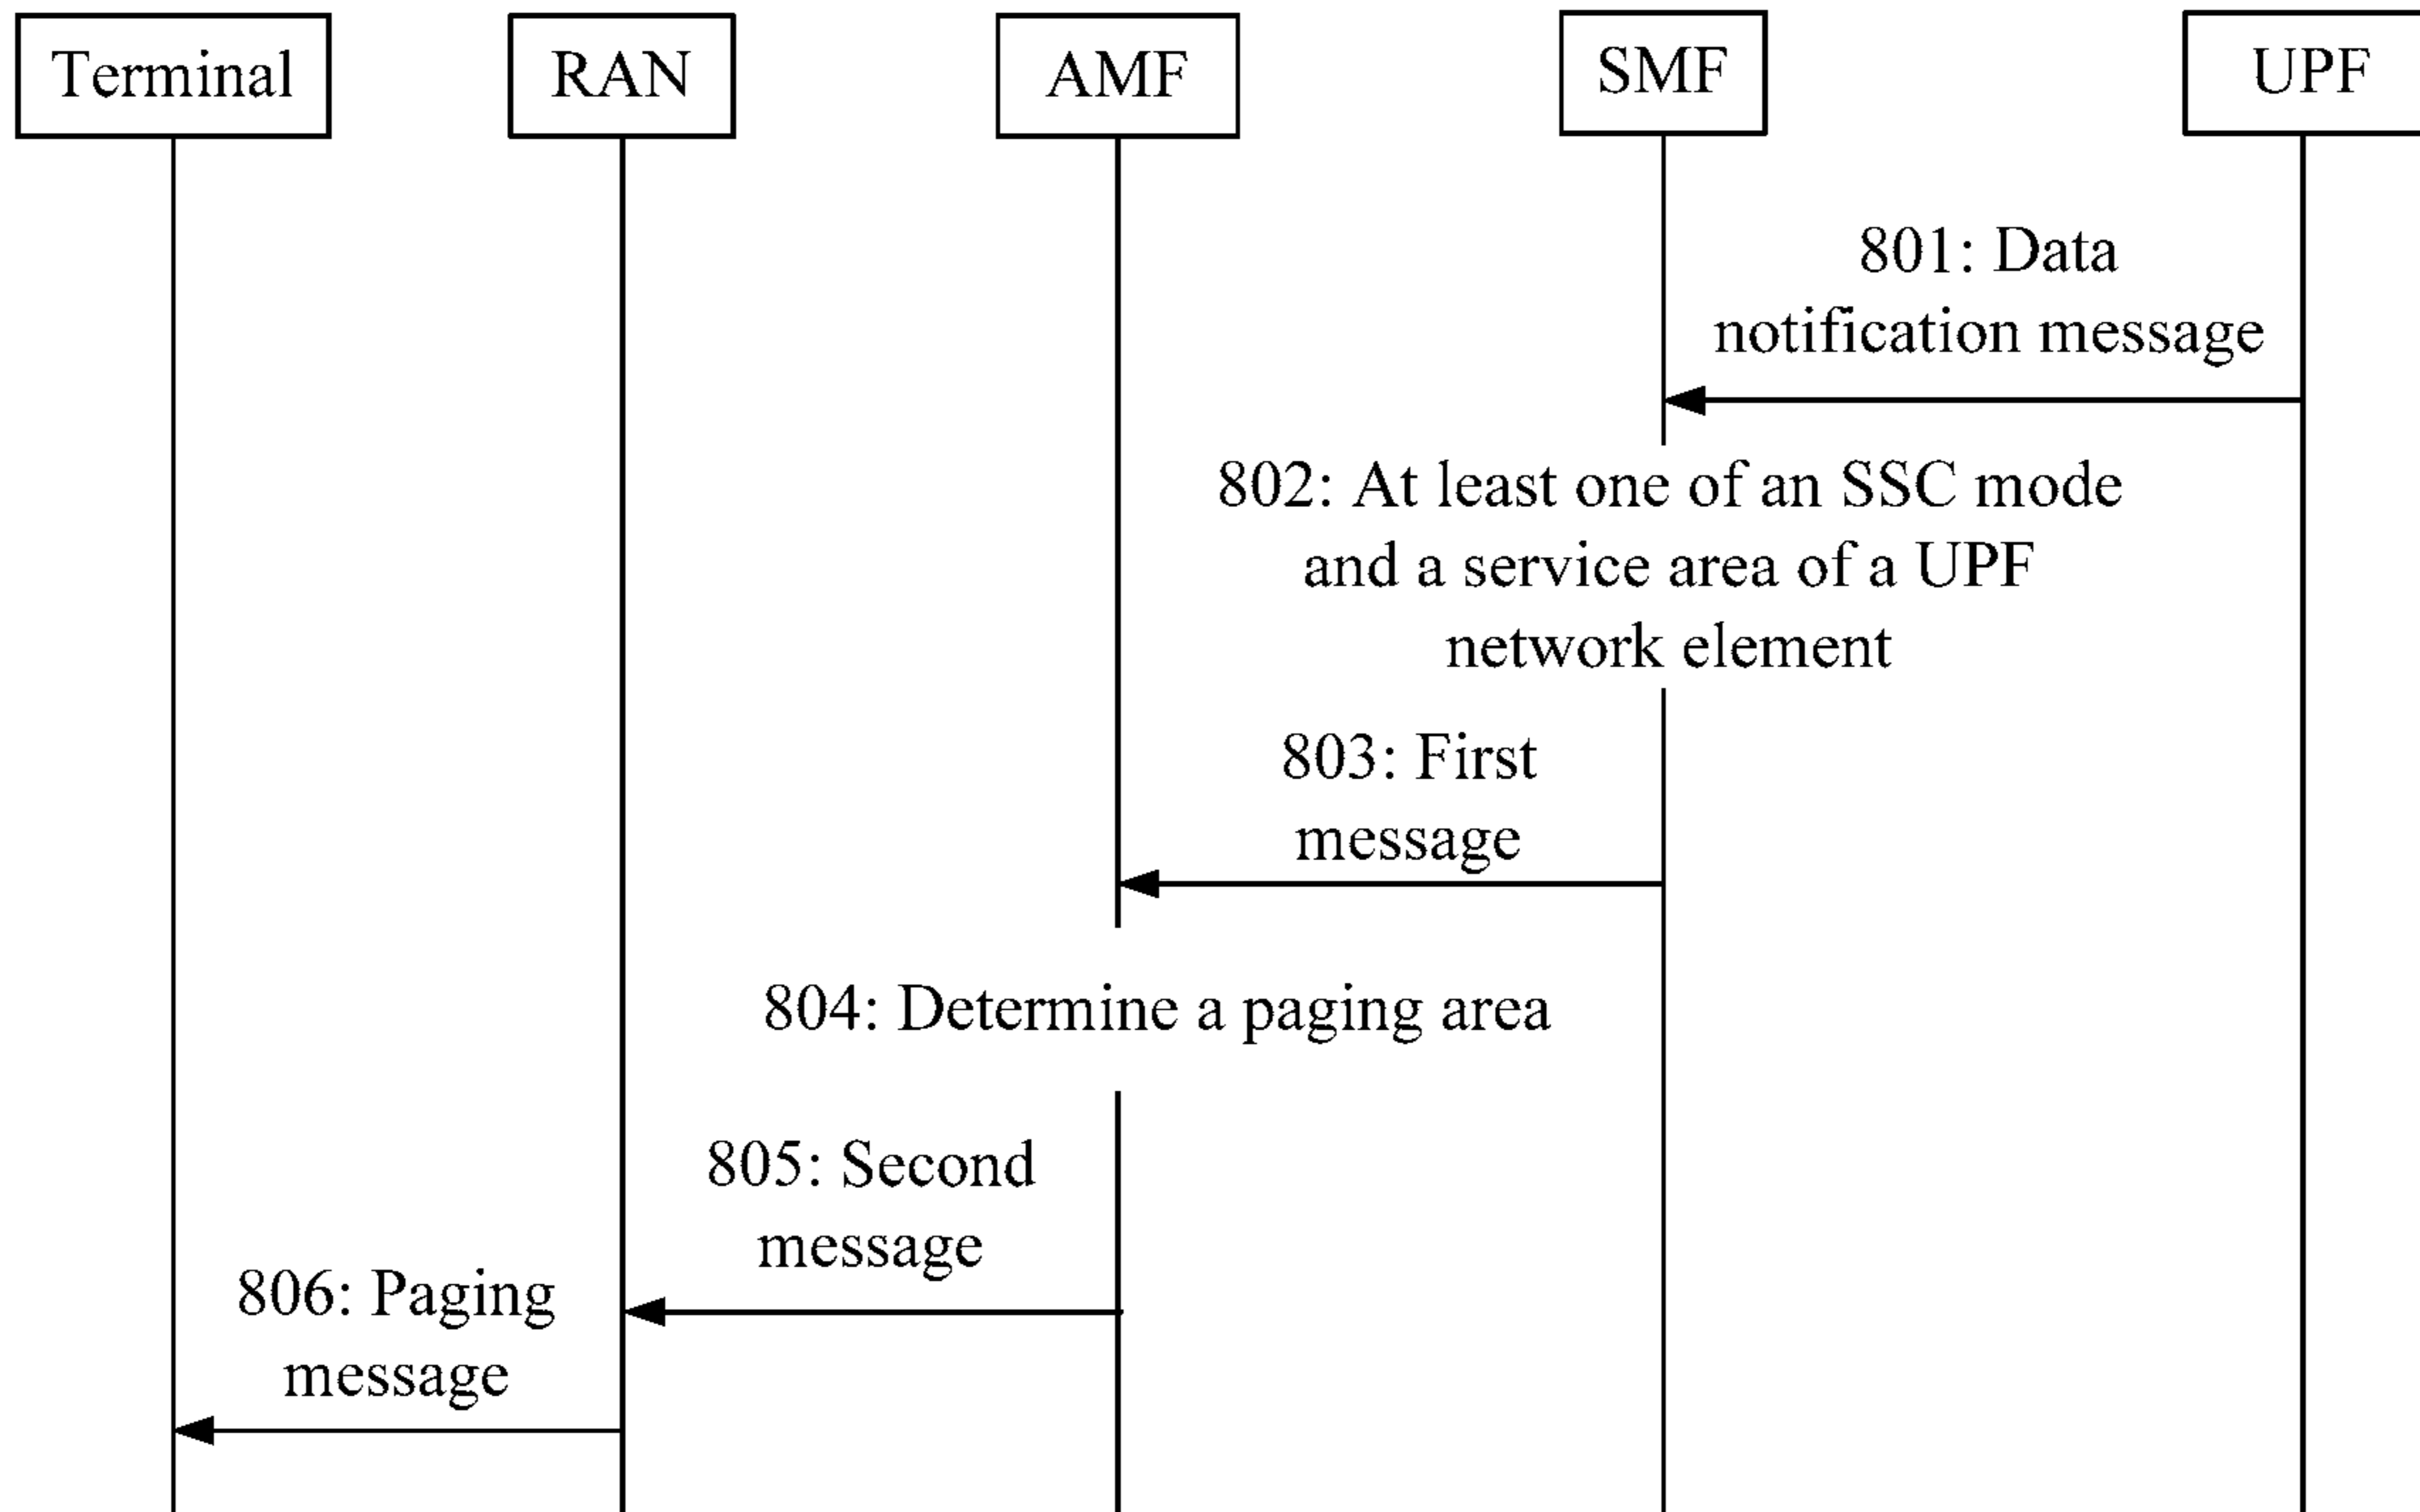 Terminal
RAN
AMF
SMF
UPF
801: Data
notification message
802: At least one of an SSC mode
and a service area of a UPF
network element
803: First
message
804: Determine a paging area
805: Second
message
806: Paging
message